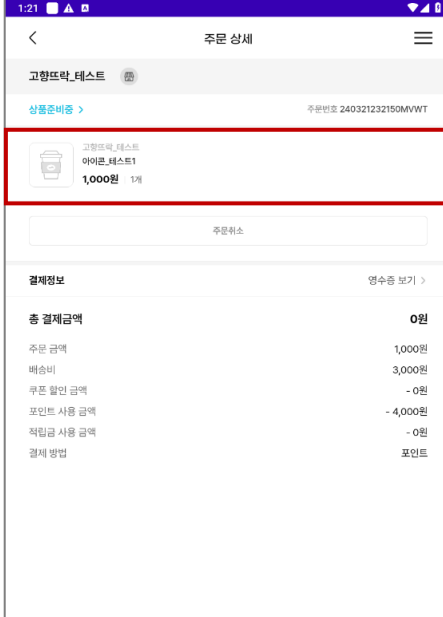 1:21
주문 상세
고향뜨락_테스트
상품준비중 > 주문번호 240321232150MVWT
고향뜨락_테스트
아이콘_테스트1
1,000원 1개
주문취소
결제정보 영수증 보기 >
총 결제금액 0원
주문 금액 1,000원
배송비 3,000원
쿠폰 할인 금액 - 0원
포인트 사용 금액 - 4,000원
적립금 사용 금액 - 0원
결제 방법 포인트